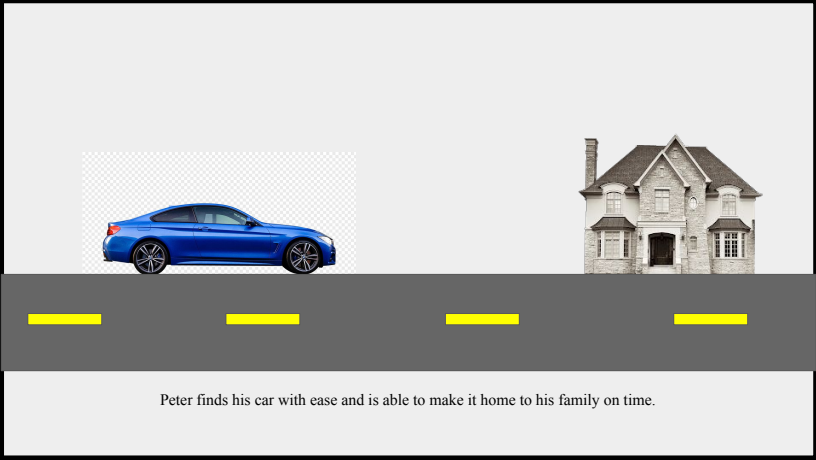 Peter finds his car with ease and is able to make it home to his family on time.